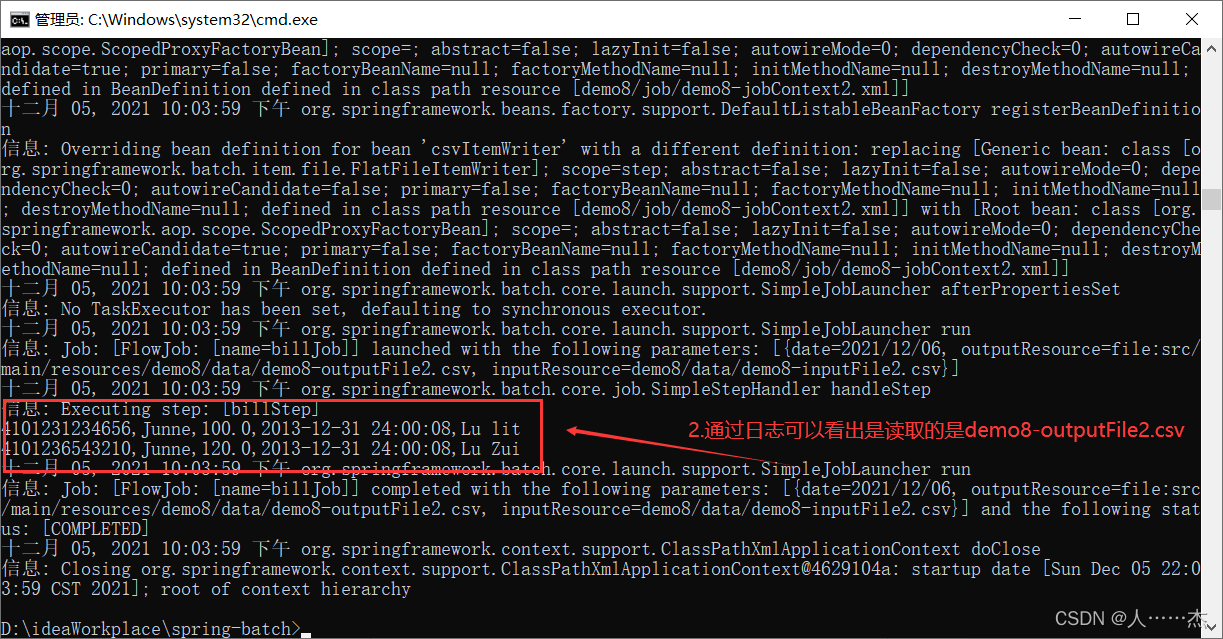 管理员: C:\Windows\system32\cmd.exe
aop.scope.ScopedProxyFactoryBean]; scope=; abstract=false; lazyInit=false; autowireMode=0; dependencyCheck=0; autowireCa
ndidate=true; primary=false; factoryBeanName=null; factoryMethodName=null; initMethodName=null; destroyMethodName=null;
defined in BeanDefinition defined in class path resource [demo8/job/demo8-jobContext2.xml]]
十二月 05, 2021 10:03:59 下午 org.springframework.beans.factory.support.DefaultListableBeanFactory registerBeanDefinitio
n
信息: Overriding bean definition for bean 'csvItemWriter' with a different definition: replacing [Generic bean: class [o
rg.springframework.batch.item.file.FlatFileItemWriter]; scope=step; abstract=false; lazyInit=false; autowireMode=0; depe
ndencyCheck=0; autowireCandidate=false; primary=false; factoryBeanName=null; factoryMethodName=null; initMethodName=null
; destroyMethodName=null; defined in class path resource [demo8/job/demo8-jobContext2.xml]] with [Root bean: class [org.
springframework.aop.scope.ScopedProxyFactoryBean]; scope=; abstract=false; lazyInit=false; autowireMode=0; dependencyChe
ck=0; autowireCandidate=true; primary=false; factoryBeanName=null; factoryMethodName=null; initMethodName=null; destroyM
ethodName=null; defined in BeanDefinition defined in class path resource [demo8/job/demo8-jobContext2.xml]]
十二月 05, 2021 10:03:59 下午 org.springframework.batch.core.launch.support.SimpleJobLauncher afterPropertiesSet
信息: No TaskExecutor has been set, defaulting to synchronous executor.
十二月 05, 2021 10:03:59 下午 org.springframework.batch.core.launch.support.SimpleJobLauncher run
信息: Job: [FlowJob: [name=billJob]] launched with the following parameters: [{date=2021/12/06, outputResource=file:src/
main/resources/demo8/data/demo8-outputFile2.csv, inputResource=demo8/data/demo8-inputFile2.csv}]
十二月 05, 2021 10:03:59 下午 org.springframework.batch.core.job.SimpleStepHandler handleStep
信息: Executing step: [billStep]
4101231234656,Junne,100.0,2013-12-31 24:00:08,Lu lit
4101236543210,Junne,120.0,2013-12-31 24:00:08,Lu Zui
2.通过日志可以看出是读取的是demo8-outputFile2.csv
十二月 05, 2021 10:03:59 下午 org.springframework.batch.core.launch.support.SimpleJobLauncher run
信息: Job: [FlowJob: [name=billJob]] completed with the following parameters: [{date=2021/12/06, outputResource=file:src
/main/resources/demo8/data/demo8-outputFile2.csv, inputResource=demo8/data/demo8-inputFile2.csv}] and the following stat
us: [COMPLETED]
十二月 05, 2021 10:03:59 下午 org.springframework.context.support.ClassPathXmlApplicationContext doClose
信息: Closing org.springframework.context.support.ClassPathXmlApplicationContext@4629104a: startup date [Sun Dec 05 22:0
3:59 CST 2021]; root of context hierarchy
D:\ideaWorkplace\spring-batch>
CSDN @人……杰